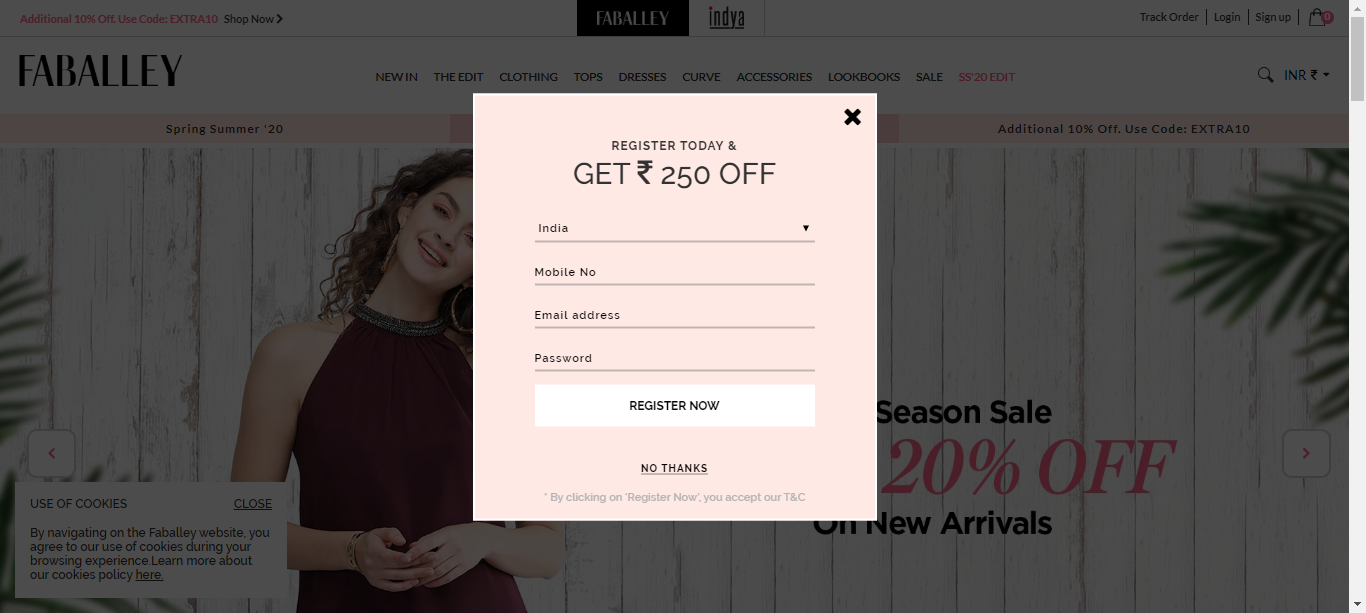 Additional 10% Off. Use Code: EXTRA10 Shop Now
FABALLEY
indya
Track Order
Login
Sign up
0
FABALLEY
NEW IN
THE EDIT
CLOTHING
TOPS
DRESSES
CURVE
ACCESSORIES
LOOKBOOKS
SALE
SS'20 EDIT
INR ₹
Spring Summer '20
Additional 10% Off. Use Code: EXTRA10
REGISTER TODAY &
GET ₹ 250 OFF
India
Mobile No
Email address
Password
REGISTER NOW
NO THANKS
* By clicking on 'Register Now', you accept our T&C
Season Sale
20% OFF
On New Arrivals
USE OF COOKIES
CLOSE
By navigating on the Faballey website, you
agree to our use of cookies during your
browsing experience.Learn more about
our cookies policy here.